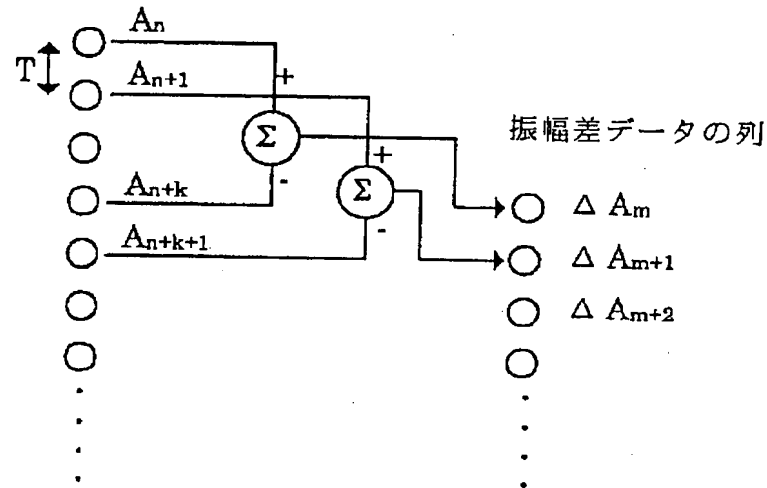 An
T
An+1
+
Σ
振幅差データの列
+
An+k
-
Σ
Δ Am
An+k+1
-
Δ Am+1
Δ Am+2